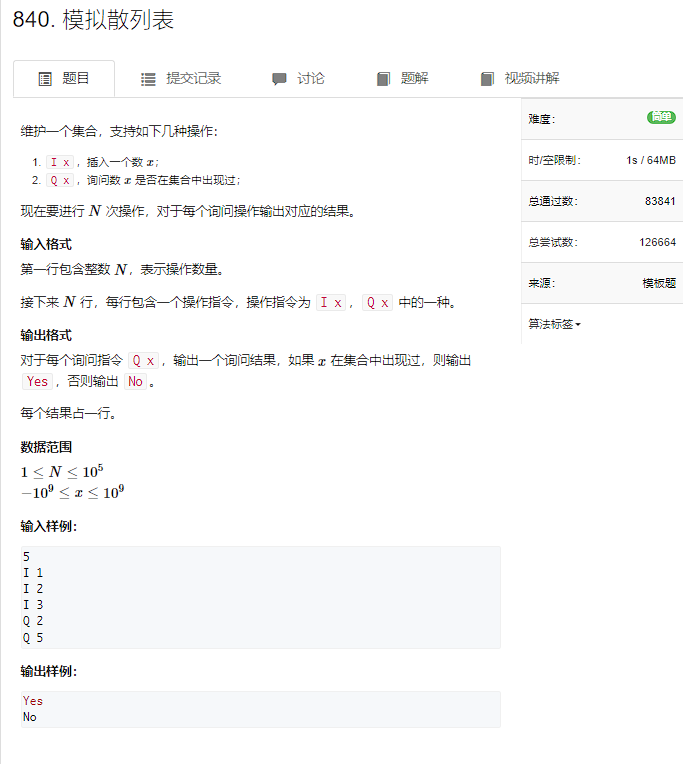 840. 模拟散列表
题目 提交记录 讨论 题解 视频讲解
维护一个集合，支持如下几种操作：
1. I x，插入一个数 x；
2. Q x，询问数 x 是否在集合中出现过；
现在要进行 N 次操作，对于每个询问操作输出对应的结果。
输入格式
第一行包含整数 N，表示操作数量。
接下来 N 行，每行包含一个操作指令，操作指令为 I x，Q x 中的一种。
输出格式
对于每个询问指令 Q x，输出一个询问结果，如果 x 在集合中出现过，则输出
Yes，否则输出 No。
每个结果占一行。
数据范围
1 ≤ N ≤ 10⁵
−10⁹ ≤ x ≤ 10⁹
输入样例：
5
I 1
I 2
I 3
Q 2
Q 5
输出样例：
Yes
No
难度： 简单
时/空限制： 1s / 64MB
总通过数： 83841
总尝试数： 126664
来源： 模板题
算法标签